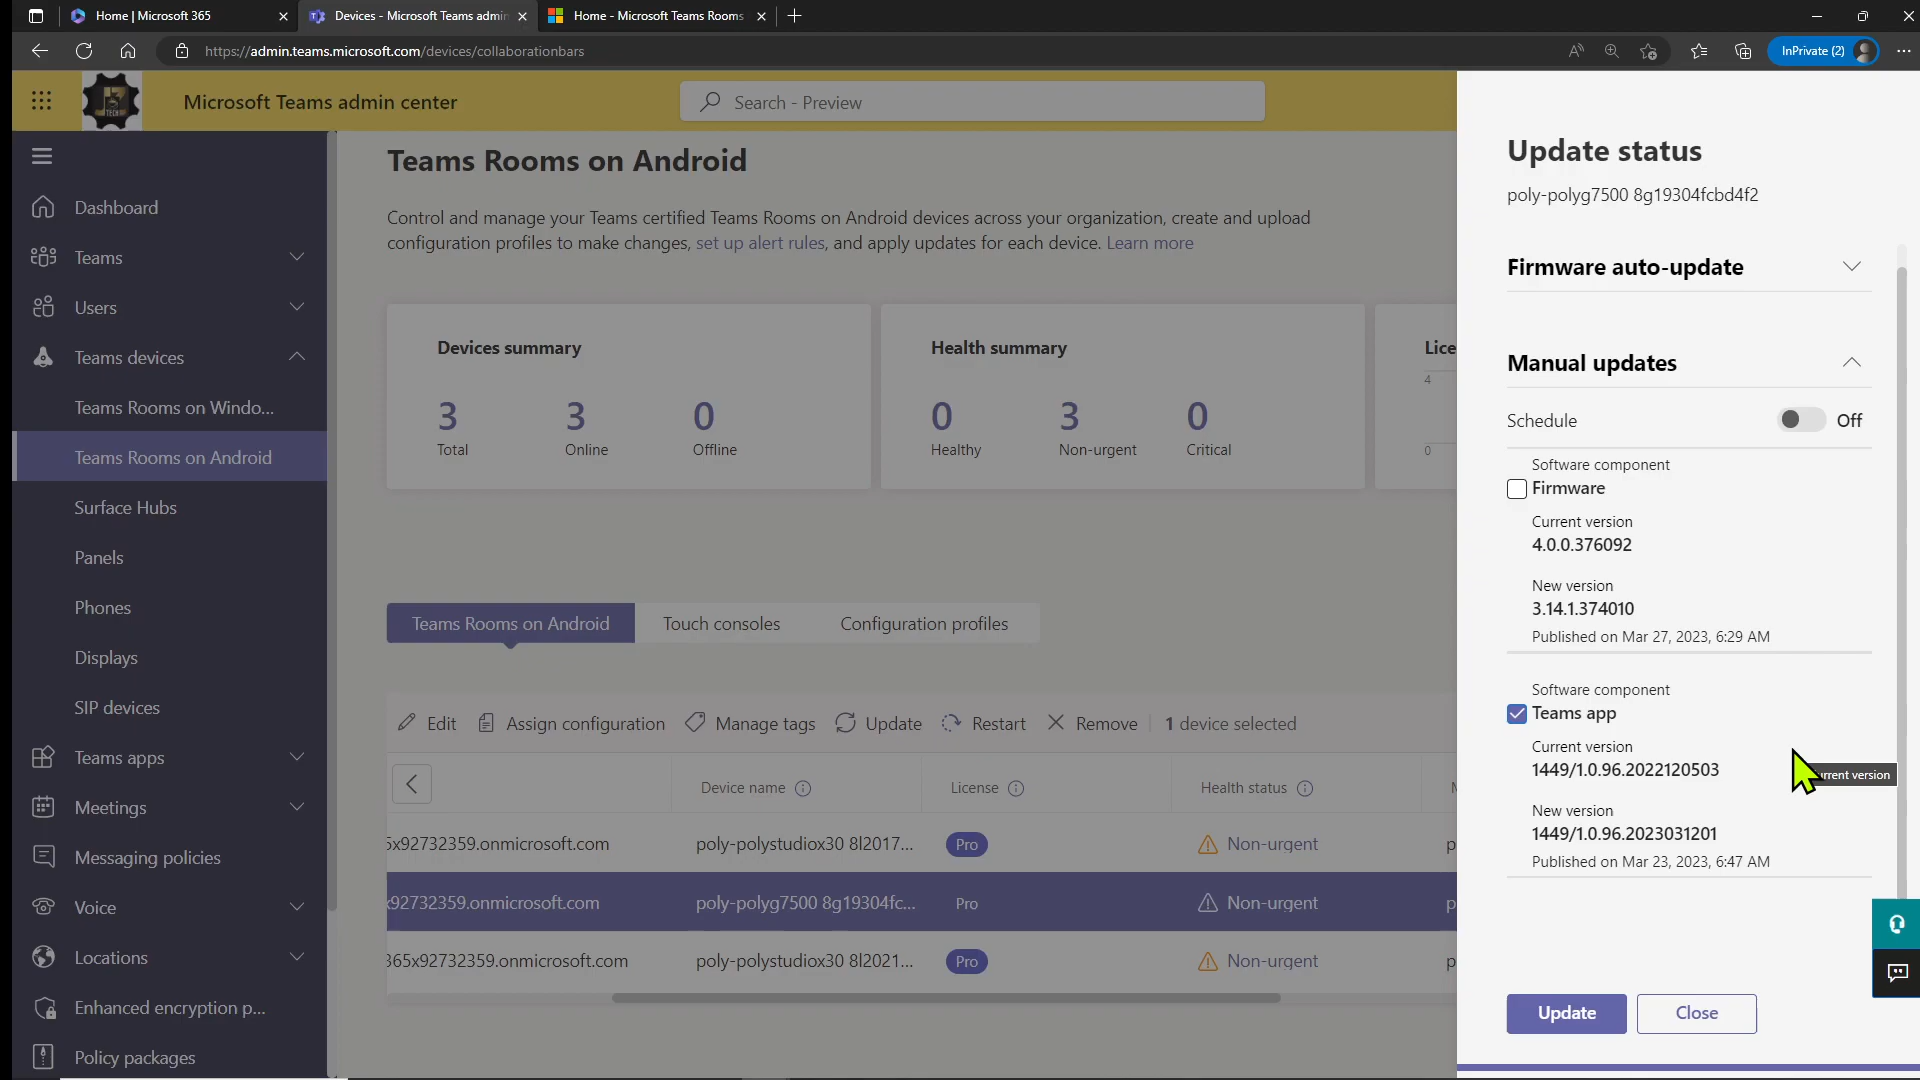 Home | Microsoft 365
Devices - Microsoft Teams admin
Home - Microsoft Teams Rooms
https://admin.teams.microsoft.com/devices/collaborationbars
InPrivate (2)
TECH
Microsoft Teams admin center
Search - Preview
Dashboard
Teams
Users
Teams devices
Teams Rooms on Windo...
Teams Rooms on Android
Surface Hubs
Panels
Phones
Displays
SIP devices
Teams apps
Meetings
Messaging policies
Voice
Locations
Enhanced encryption p...
Policy packages
Teams Rooms on Android
Control and manage your Teams certified Teams Rooms on Android devices across your organization, create and upload
configuration profiles to make changes, set up alert rules, and apply updates for each device. Learn more
Devices summary
3 3 0
Total Online Offline
Health summary
0 3 0
Healthy Non-urgent Critical
Lice
4
0
Teams Rooms on Android Touch consoles Configuration profiles
Edit Assign configuration Manage tags Update Restart Remove 1 device selected
Device name License Health status
5x92732359.onmicrosoft.com poly-polystudiox30 8l2017... Pro Non-urgent p
x92732359.onmicrosoft.com poly-polyg7500 8g19304fc... Pro Non-urgent p
365x92732359.onmicrosoft.com poly-polystudiox30 8l2021... Pro Non-urgent p
Update status
poly-polyg7500 8g19304fcbd4f2
Firmware auto-update
Manual updates
Schedule Off
Software component
Firmware
Current version
4.0.0.376092
New version
3.14.1.374010
Published on Mar 27, 2023, 6:29 AM
Software component
Teams app
Current version
1449/1.0.96.2022120503
urrent version
New version
1449/1.0.96.2023031201
Published on Mar 23, 2023, 6:47 AM
Update Close